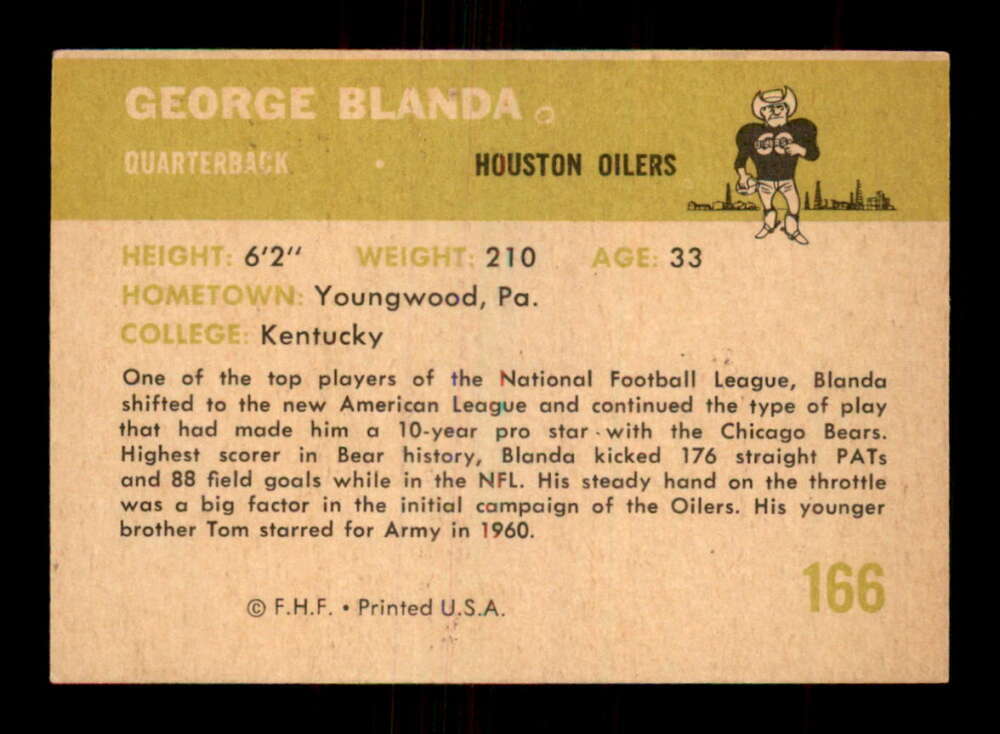 GEORGE BLANDA
QUARTERBACK
HOUSTON OILERS
HEIGHT: 6'2" WEIGHT: 210 AGE: 33
HOMETOWN: Youngwood, Pa.
COLLEGE: Kentucky
One of the top players of the National Football League, Blanda
shifted to the new American League and continued the type of play
that had made him a 10-year pro star with the Chicago Bears.
Highest scorer in Bear history, Blanda kicked 176 straight PATs
and 88 field goals while in the NFL. His steady hand on the throttle
was a big factor in the initial campaign of the Oilers. His younger
brother Tom starred for Army in 1960.
166
© F.H.F. • Printed U.S.A.